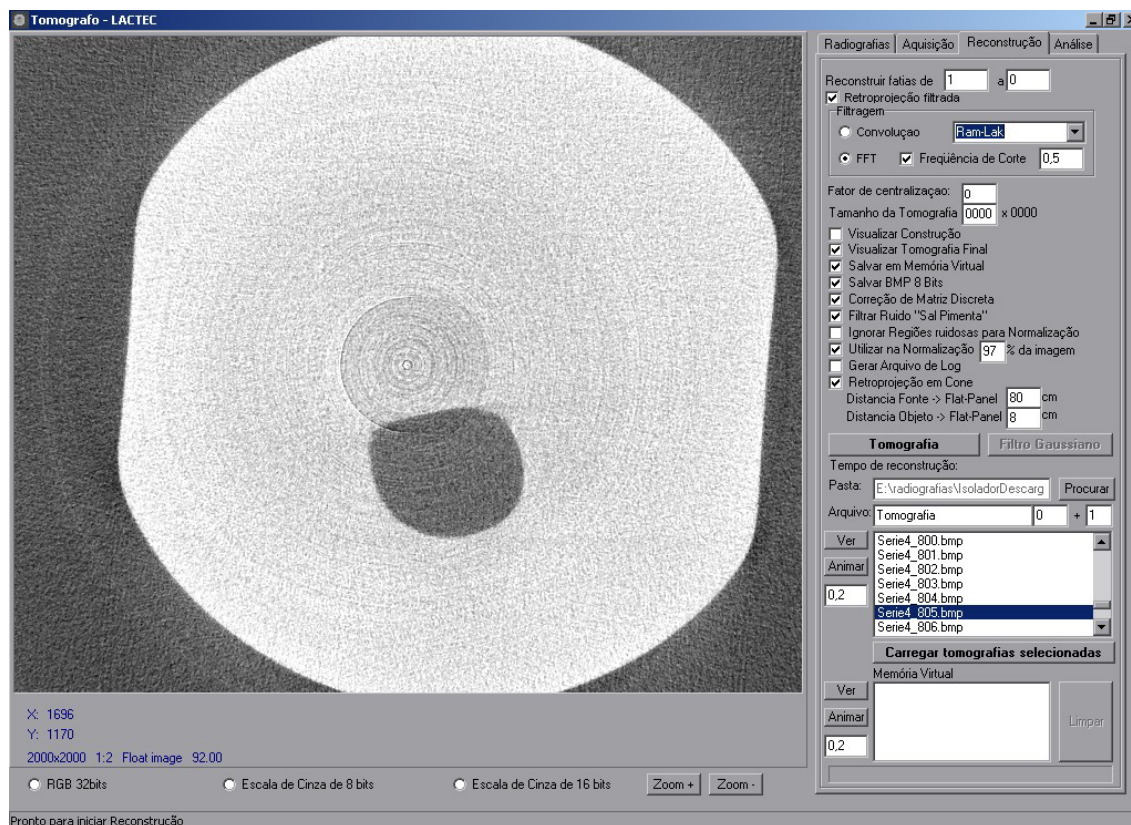 Tomografo - LACTEC
Radiografias Aquisição Reconstrução Análise
Reconstruir fatias de 1 a 0
Retroprojeção filtrada
Filtragem
Convoluçao Ram-Lak
FFT Freqüência de Corte 0,5
Fator de centralizaçao: 0
Tamanho da Tomografia 0000 x 0000
Visualizar Construção
Visualizar Tomografia Final
Salvar em Memória Virtual
Salvar BMP 8 Bits
Correção de Matriz Discreta
Filtrar Ruido "Sal Pimenta"
Ignorar Regiões ruidosas para Normalização
Utilizar na Normalização 97 % da imagem
Gerar Arquivo de Log
Retroprojeção em Cone
Distancia Fonte -> Flat-Panel 80 cm
Distancia Objeto -> Flat-Panel 8 cm
Tomografia Filtro Gaussiano
Tempo de reconstrução:
Pasta: E:\radiografias\IsoladorDescarg Procurar
Arquivo: Tomografia 0 + 1
Ver
Animar
0,2
Serie4_800.bmp
Serie4_801.bmp
Serie4_802.bmp
Serie4_803.bmp
Serie4_804.bmp
Serie4_805.bmp
Serie4_806.bmp
Carregar tomografias selecionadas
Memória Virtual
Ver
Animar
0,2
Limpar
X: 1696
Y: 1170
2000x2000 1:2 Float image 92.00
RGB 32bits Escala de Cinza de 8 bits Escala de Cinza de 16 bits Zoom + Zoom -
Pronto para iniciar Reconstrução